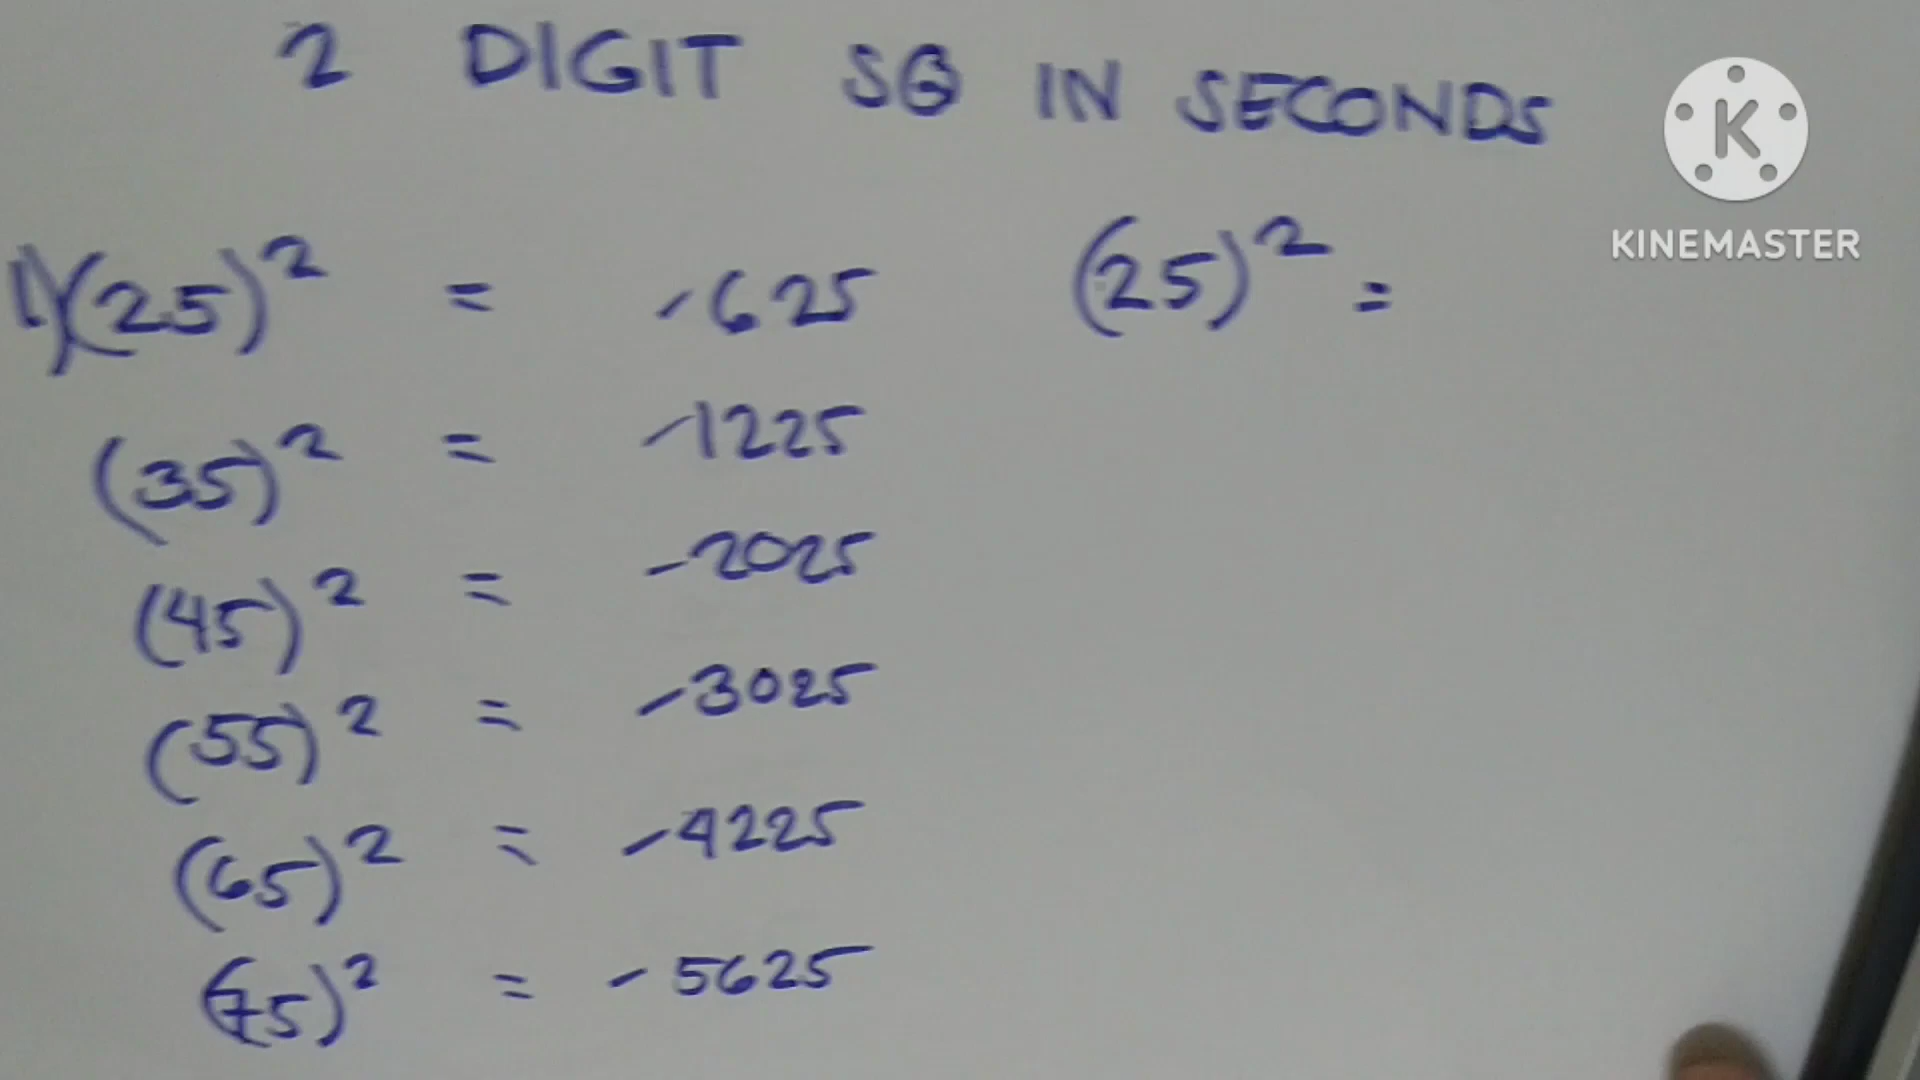 2 DIGIT SQ IN SECONDS
KINEMASTER
1) (25)² = -625 (25)² =
(35)² = -1225
(45)² = -2025
(55)² = -3025
(65)² = -4225
(75)² = -5625